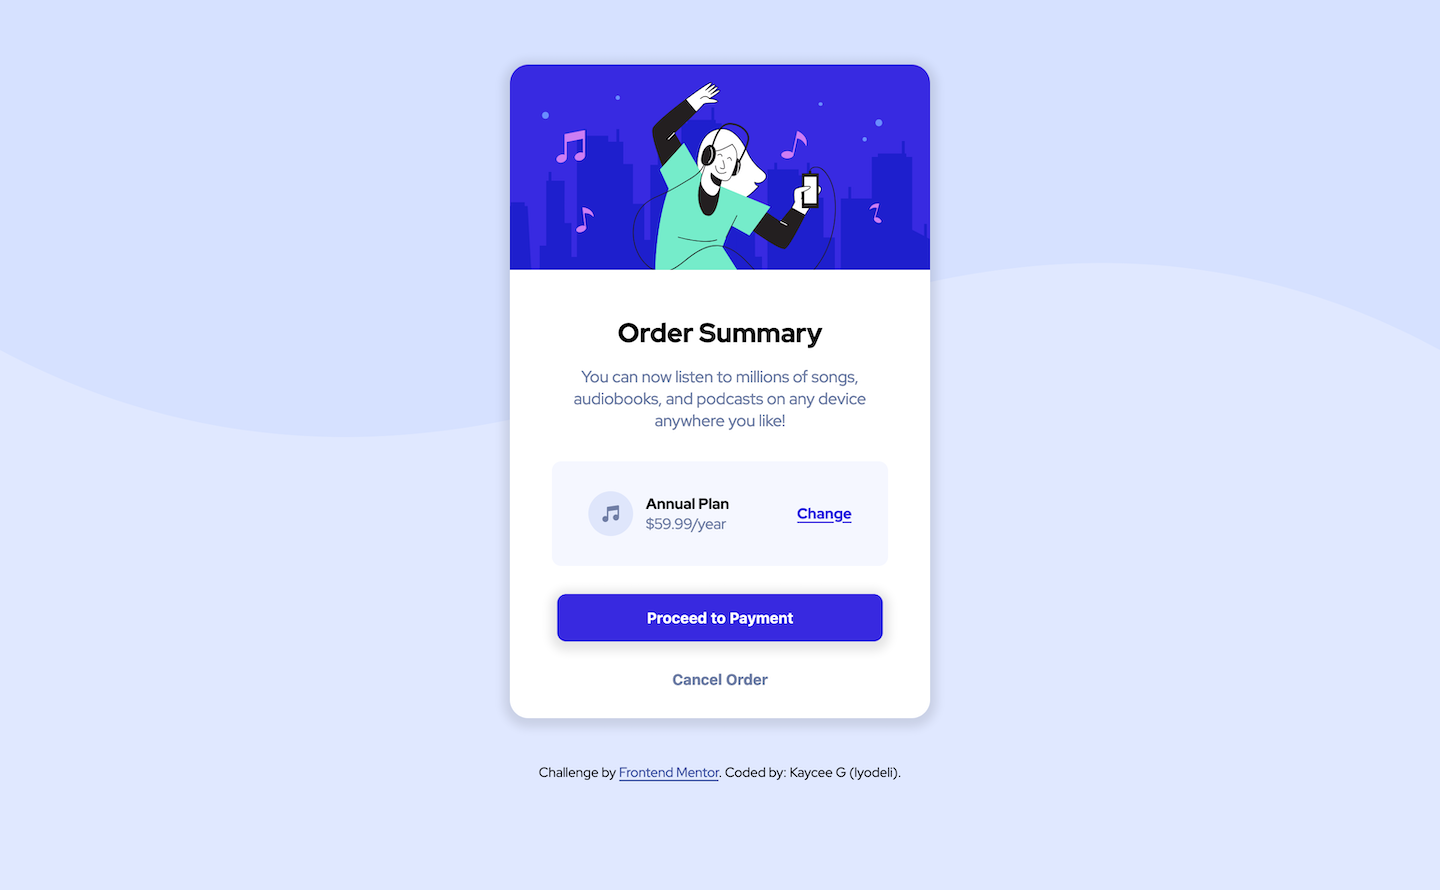 Order Summary
You can now listen to millions of songs,
audiobooks, and podcasts on any device
anywhere you like!
Annual Plan
$59.99/year
Change
Proceed to Payment
Cancel Order
Challenge by Frontend Mentor. Coded by: Kaycee G (lyodeli).